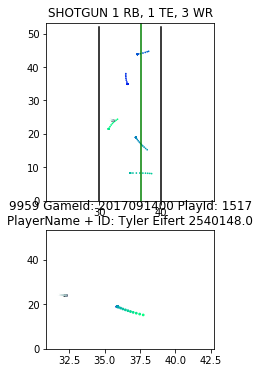 SHOTGUN 1 RB, 1 TE, 3 WR
50
40
30
20
10
0
30
40
9959 GameId: 2017091400 PlayId: 1517
PlayerName + ID: Tyler Eifert 2540148.0
40
20
0
32.5 35.0 37.5 40.0 42.5